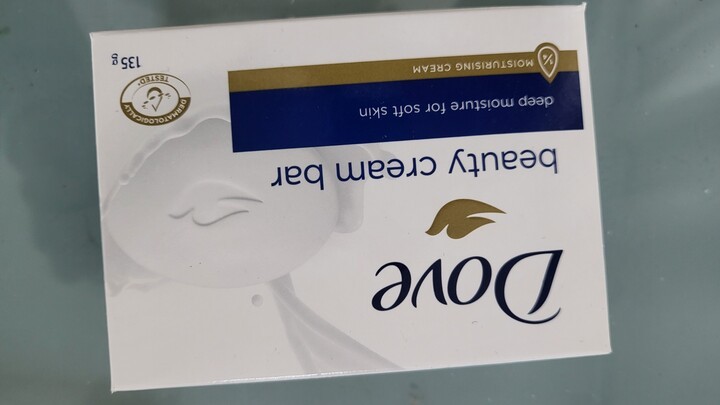 Dove
beauty cream bar
deep moisture for soft skin
MOISTURISING CREAM
DERMATOLOGICALLY
TESTED
135 g